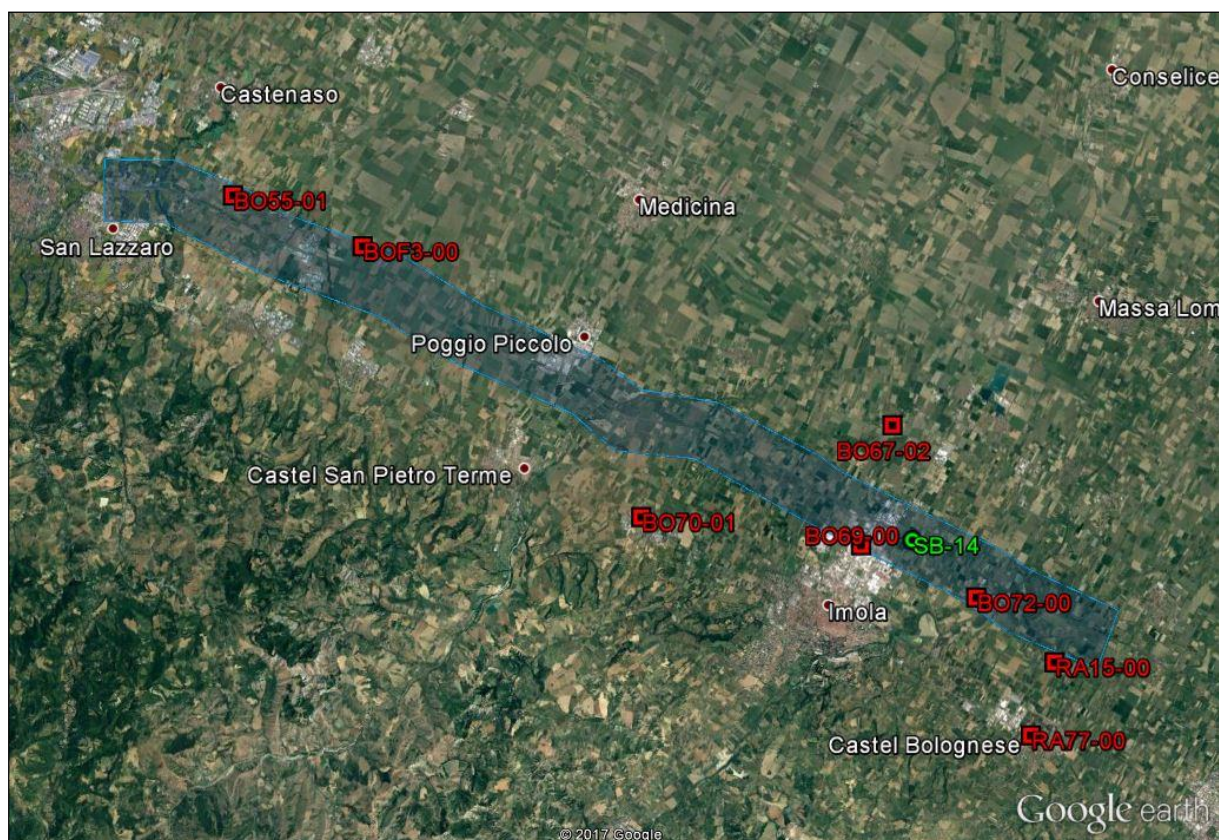 Conselice
Castenaso
BO55-01
Medicina
San Lazzaro
BOF3-00
Massa Lom
Poggio Piccolo
BO67-02
Castel San Pietro Terme
BO70-01
BO69-00
SB-14
BO72-00
Imola
RA15-00
Castel Bolognese
RA77-00
Google earth
© 2017 Google